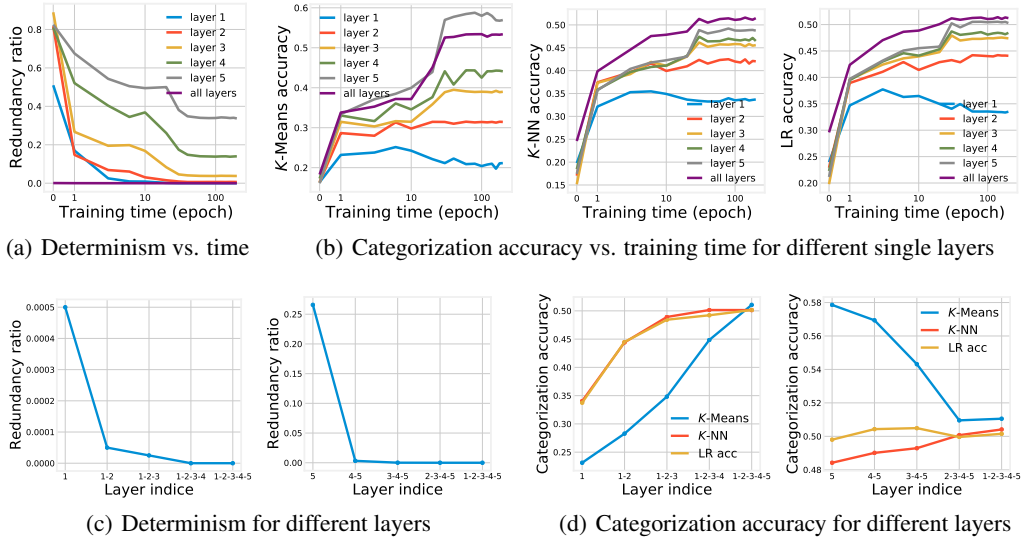 Redundancy ratio
0.8
0.6
0.4
0.2
0.0
0
1
10
100
Training time (epoch)
layer 1
layer 2
layer 3
layer 4
layer 5
all layers
K-Means accuracy
0.5
0.4
0.3
0.2
0
1
10
100
Training time (epoch)
layer 1
layer 2
layer 3
layer 4
layer 5
all layers
K-NN accuracy
0.50
0.45
0.40
0.35
0.30
0.25
0.20
0.15
0
1
10
100
Training time (epoch)
layer 1
layer 2
layer 3
layer 4
layer 5
all layers
LR accuracy
0.50
0.45
0.40
0.35
0.30
0.25
0.20
0
1
10
100
Training time (epoch)
layer 1
layer 2
layer 3
layer 4
layer 5
all layers
(a) Determinism vs. time
(b) Categorization accuracy vs. training time for different single layers
Redundancy ratio
0.0005
0.0004
0.0003
0.0002
0.0001
0.0000
1
1-2
1-2-3
1-2-3-4
1-2-3-4-5
Layer indice
Redundancy ratio
0.25
0.20
0.15
0.10
0.05
0.00
5
4-5
3-4-5
2-3-4-5
1-2-3-4-5
Layer indice
Categorization accuracy
0.50
0.45
0.40
0.35
0.30
0.25
1
1-2
1-2-3
1-2-3-4
1-2-3-4-5
Layer indice
K-Means
K-NN
LR acc
Categorization accuracy
0.58
0.56
0.54
0.52
0.50
0.48
5
4-5
3-4-5
2-3-4-5
1-2-3-4-5
Layer indice
K-Means
K-NN
LR acc
(c) Determinism for different layers
(d) Categorization accuracy for different layers